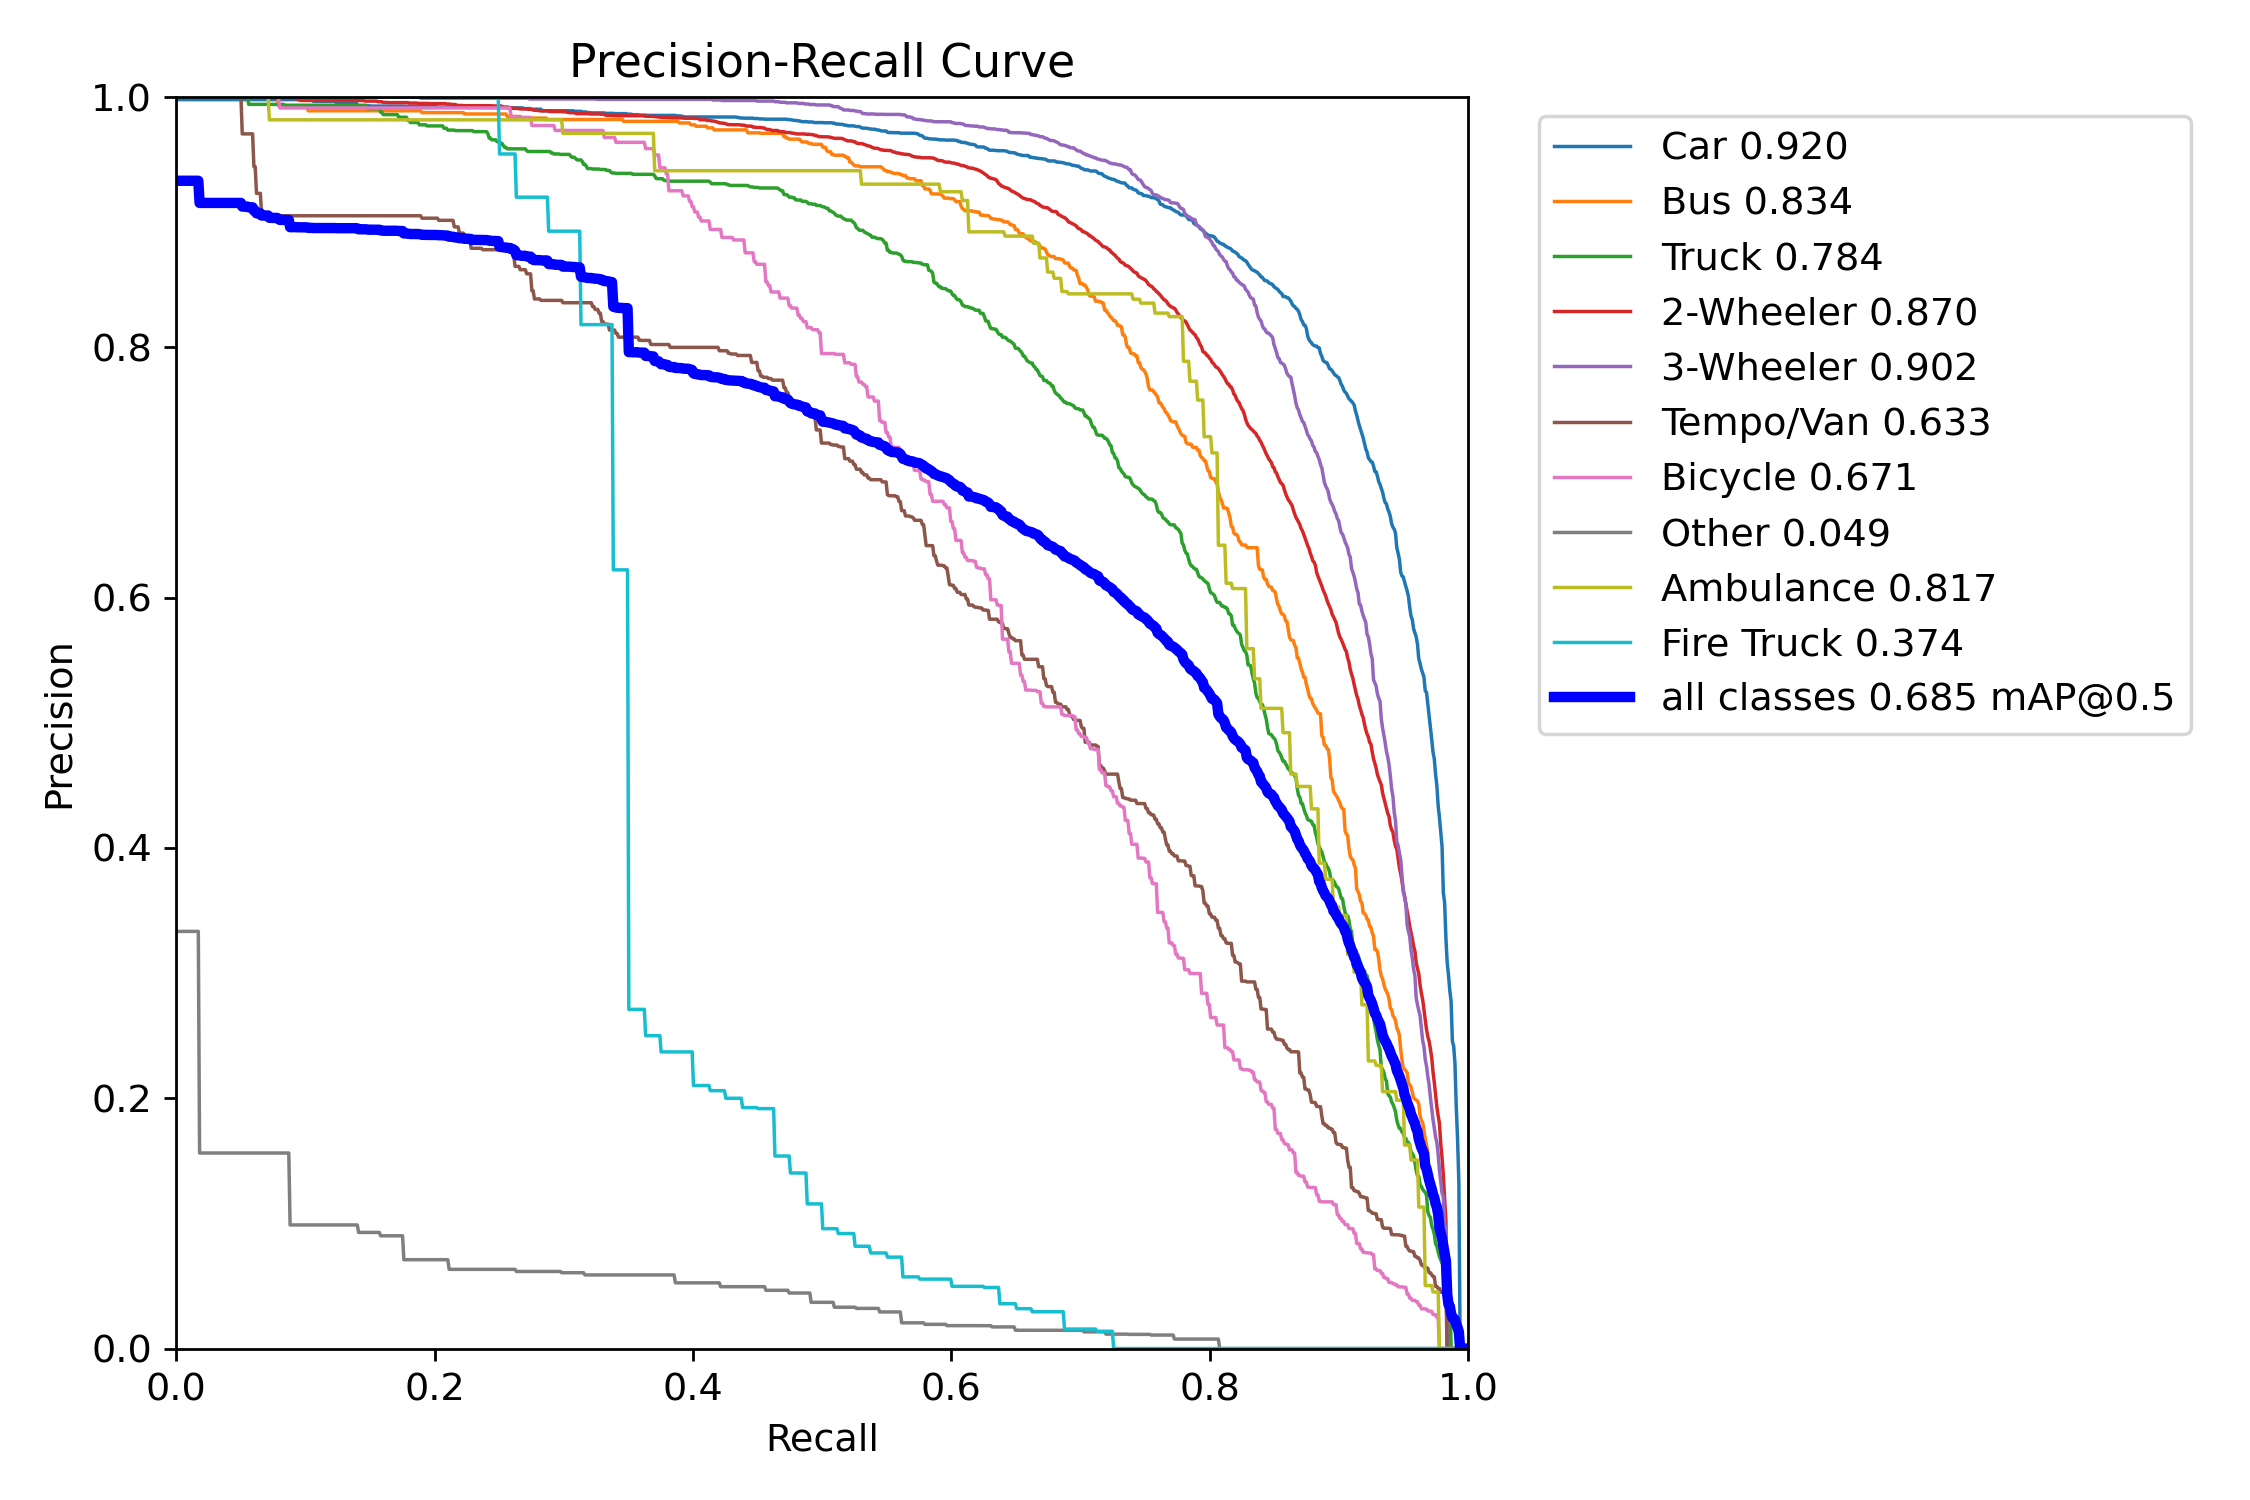 Precision-Recall Curve
1.0
0.8
0.6
0.4
0.2
0.0
Precision
0.0 0.2 0.4 0.6 0.8 1.0
Recall
Car 0.920
Bus 0.834
Truck 0.784
2-Wheeler 0.870
3-Wheeler 0.902
Tempo/Van 0.633
Bicycle 0.671
Other 0.049
Ambulance 0.817
Fire Truck 0.374
all classes 0.685 mAP@0.5